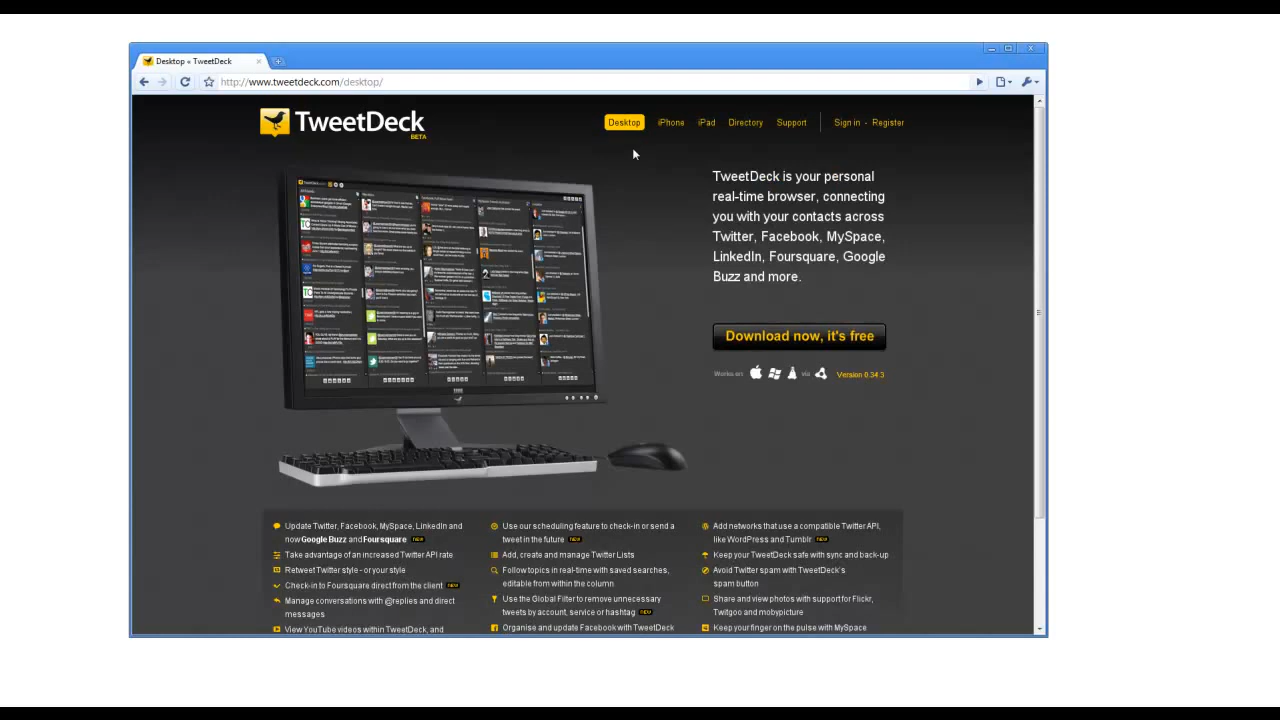 Desktop « TweetDeck
http://www.tweetdeck.com/desktop/
TweetDeck
BETA
Desktop iPhone iPad Directory Support Sign in - Register
TweetDeck is your personal
real-time browser, connecting
you with your contacts across
Twitter, Facebook, MySpace,
LinkedIn, Foursquare, Google
Buzz and more.
Download now, it's free
Works on: via Version 0.34.3
Update Twitter, Facebook, MySpace, LinkedIn and
now Google Buzz and Foursquare NEW
Take advantage of an increased Twitter API rate
Retweet Twitter style - or your style
Check-in to Foursquare direct from the client NEW
Manage conversations with @replies and direct
messages
View YouTube videos within TweetDeck, and
Use our scheduling feature to check-in or send a
tweet in the future NEW
Add, create and manage Twitter Lists
Follow topics in real-time with saved searches,
editable from within the column
Use the Global Filter to remove unnecessary
tweets by account, service or hashtag NEW
Organise and update Facebook with TweetDeck
Add networks that use a compatible Twitter API,
like WordPress and Tumblr NEW
Keep your TweetDeck safe with sync and back-up
Avoid Twitter spam with TweetDeck's
spam button
Share and view photos with support for Flickr,
Twitgoo and mobypicture
Keep your finger on the pulse with MySpace